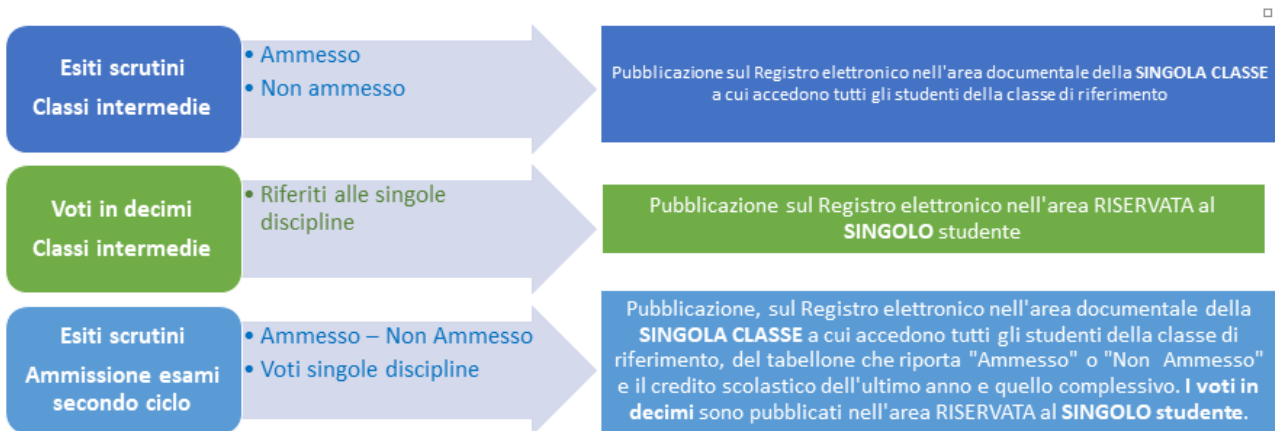 Esiti scrutini
Classi intermedie
• Ammesso
• Non ammesso
Pubblicazione sul Registro elettronico nell'area documentale della SINGOLA CLASSE
a cui accedono tutti gli studenti della classe di riferimento
Voti in decimi
Classi intermedie
• Riferiti alle singole
discipline
Pubblicazione sul Registro elettronico nell'area RISERVATA al
SINGOLO studente
Esiti scrutini
Ammissione esami
secondo ciclo
• Ammesso – Non Ammesso
• Voti singole discipline
Pubblicazione, sul Registro elettronico nell'area documentale della
SINGOLA CLASSE a cui accedono tutti gli studenti della classe di
riferimento, del tabellone che riporta "Ammesso" o "Non Ammesso"
e il credito scolastico dell'ultimo anno e quello complessivo. I voti in
decimi sono pubblicati nell'area RISERVATA al SINGOLO studente.